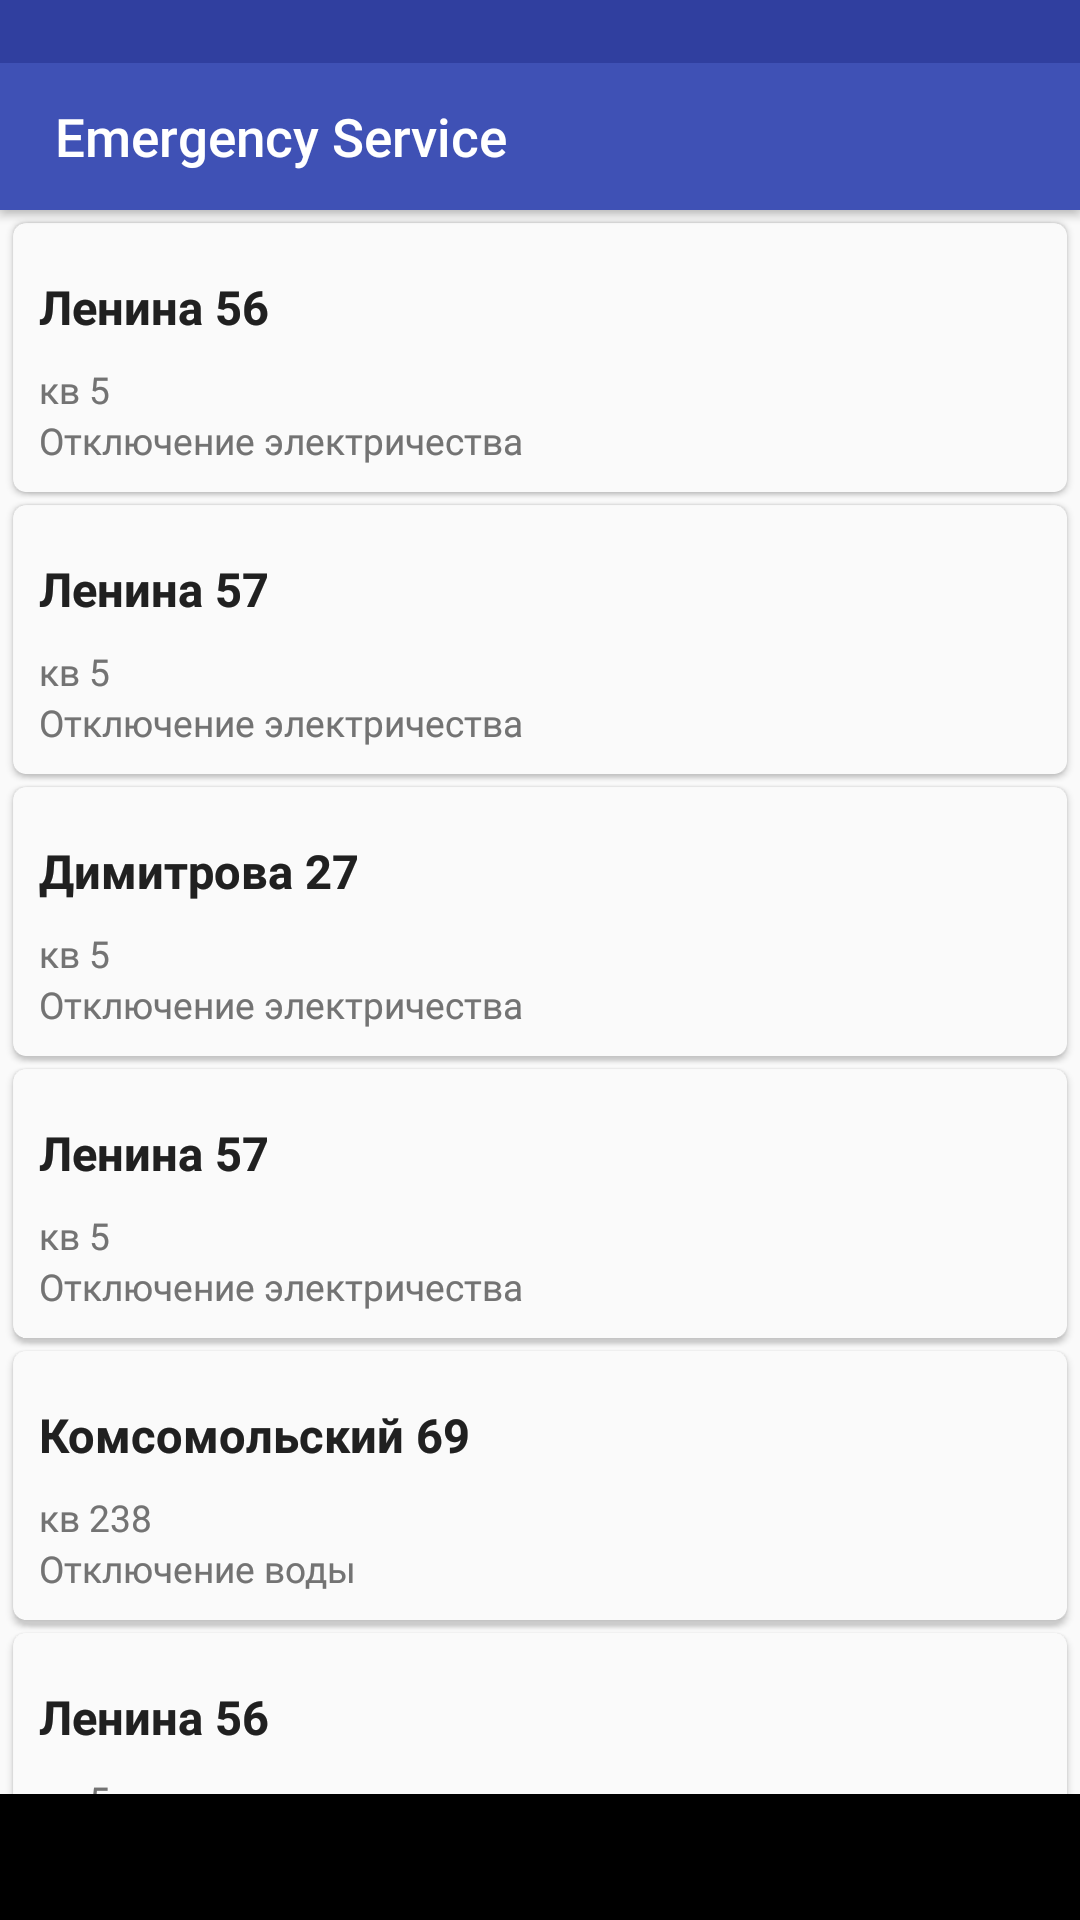 Emergency Service
Ленина 56
кв 5
Отключение электричества
Ленина 57
кв 5
Отключение электричества
Димитрова 27
кв 5
Отключение электричества
Ленина 57
кв 5
Отключение электричества
Комсомольский 69
кв 238
Отключение воды
Ленина 56